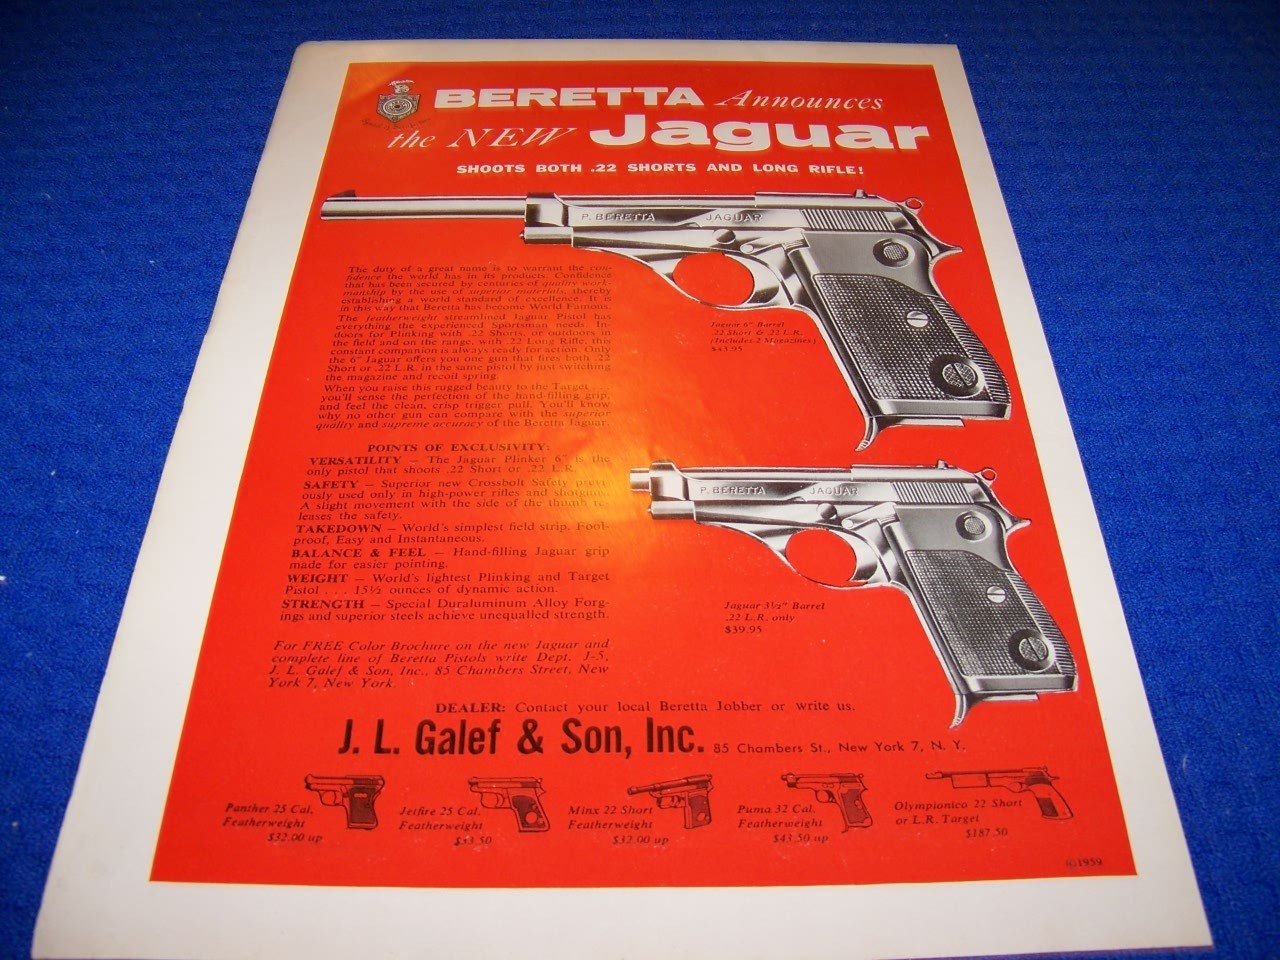 BERETTA Announces
the NEW Jaguar
SHOOTS BOTH .22 SHORTS AND LONG RIFLE!
P. BERETTA JAGUAR
The duty of a great name is to warrant the con-
fidence the world has in its products. Confidence
that has been secured by centuries of quality work-
manship by the use of superior materials, thereby
establishing a world standard of excellence. It is
in this way that Beretta has become World Famous.
The featherweight streamlined Jaguar Pistol has
everything the experienced Sportsman needs. In-
doors for Plinking with .22 Shorts, or outdoors in
the field and on the range, with .22 Long Rifle, this
constant companion is always ready for action. Only
the 6" Jaguar offers you one gun that fires both .22
Short or .22 L.R. in the same pistol by just switching
the magazine and recoil spring.
When you raise this rugged beauty to the Target
you'll sense the perfection of the hand-filling grip,
and feel the clean, crisp trigger pull. You'll know
why no other gun can compare with the superior
quality and supreme accuracy of the Beretta Jaguar.
Jaguar 6" Barrel
.22 Short & .22 L.R.
(Includes 2 Magazines)
$43.95
POINTS OF EXCLUSIVITY:
VERSATILITY – The Jaguar Plinker 6" is the
only pistol that shoots .22 Short or .22 L.R.
SAFETY – Superior new Crossbolt Safety previ-
ously used only in high-power rifles and shotguns.
A slight movement with the side of the thumb re-
leases the safety.
TAKEDOWN – World's simplest field strip. Fool-
proof, Easy and Instantaneous.
BALANCE & FEEL – Hand-filling Jaguar grip
made for easier pointing.
WEIGHT – World's lightest Plinking and Target
Pistol . . . 15½ ounces of dynamic action.
STRENGTH – Special Duraluminum Alloy Forg-
ings and superior steels achieve unequalled strength.
P. BERETTA JAGUAR
Jaguar 3½" Barrel
.22 L.R. only
$39.95
For FREE Color Brochure on the new Jaguar and
complete line of Beretta Pistols write Dept. J-5,
J. L. Galef & Son, Inc., 85 Chambers Street, New
York 7, New York.
DEALER: Contact your local Beretta Jobber or write us.
J. L. Galef & Son, Inc. 85 Chambers St., New York 7, N. Y.
Panther 25 Cal.
Featherweight
$32.00 up
Jetfire 25 Cal.
Featherweight
$33.50
Minx 22 Short
Featherweight
$32.00 up
Puma 32 Cal.
Featherweight
$43.50 up
Olympionico 22 Short
or L.R. Target
$187.50
©1959